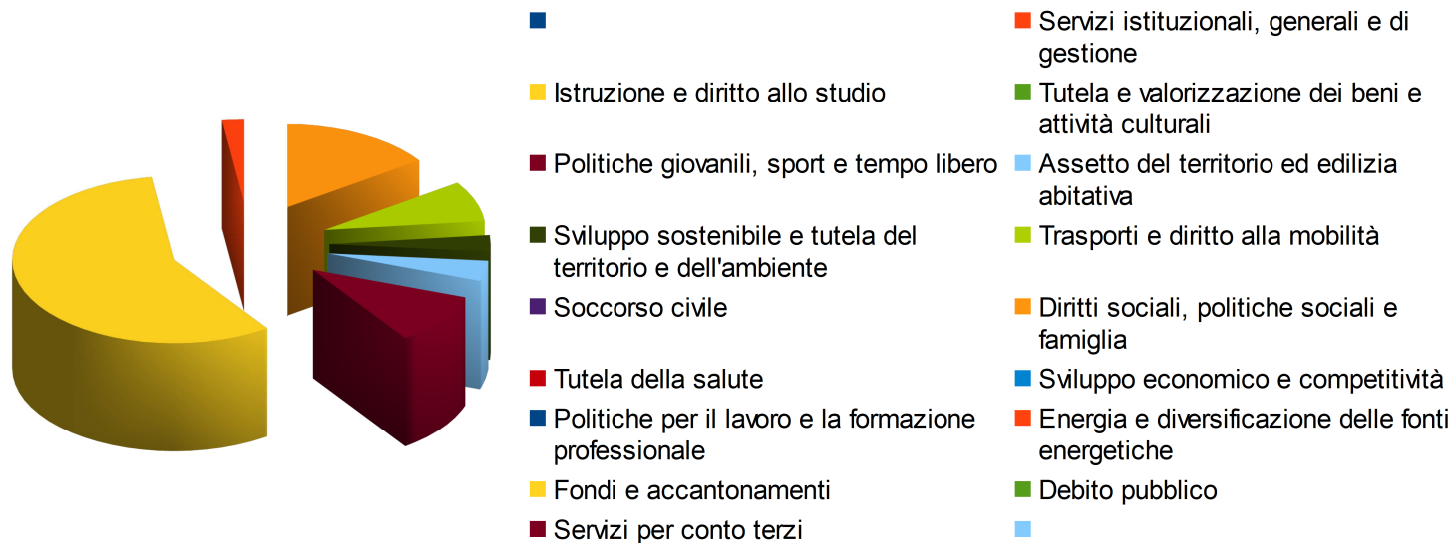 Servizi istituzionali, generali e di
gestione
Istruzione e diritto allo studio
Tutela e valorizzazione dei beni e
attività culturali
Politiche giovanili, sport e tempo libero
Assetto del territorio ed edilizia
abitativa
Sviluppo sostenibile e tutela del
territorio e dell'ambiente
Trasporti e diritto alla mobilità
Soccorso civile
Diritti sociali, politiche sociali e
famiglia
Tutela della salute
Sviluppo economico e competitività
Politiche per il lavoro e la formazione
professionale
Energia e diversificazione delle fonti
energetiche
Fondi e accantonamenti
Debito pubblico
Servizi per conto terzi